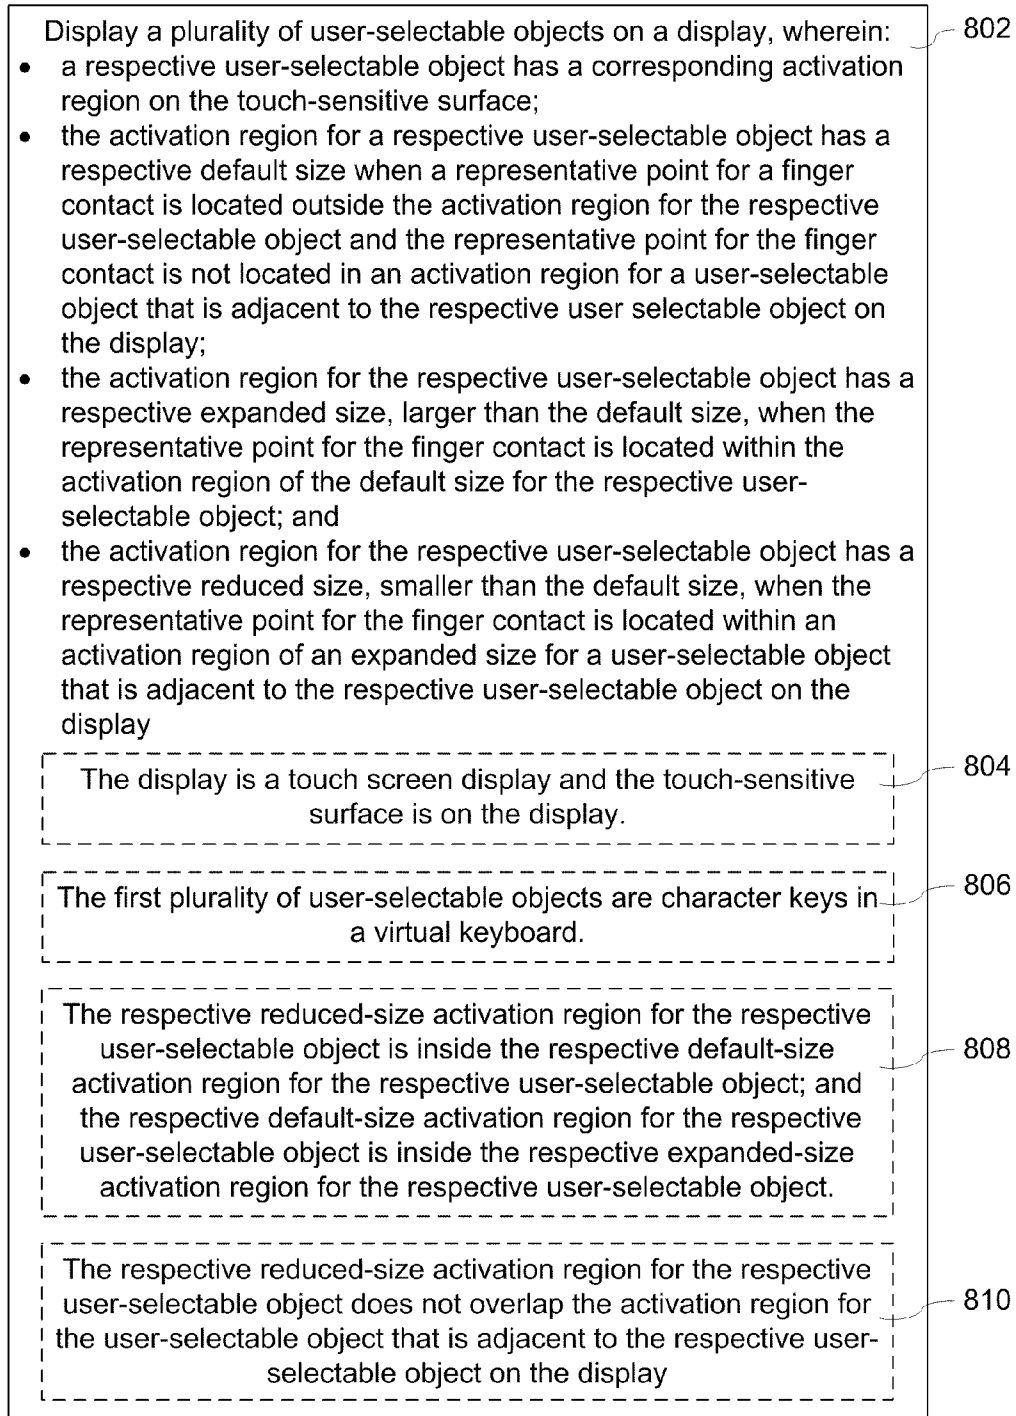 Display a plurality of user-selectable objects on a display, wherein:
802
• a respective user-selectable object has a corresponding activation
region on the touch-sensitive surface;
• the activation region for a respective user-selectable object has a
respective default size when a representative point for a finger
contact is located outside the activation region for the respective
user-selectable object and the representative point for the finger
contact is not located in an activation region for a user-selectable
object that is adjacent to the respective user selectable object on
the display;
• the activation region for the respective user-selectable object has a
respective expanded size, larger than the default size, when the
representative point for the finger contact is located within the
activation region of the default size for the respective user-
selectable object; and
• the activation region for the respective user-selectable object has a
respective reduced size, smaller than the default size, when the
representative point for the finger contact is located within an
activation region of an expanded size for a user-selectable object
that is adjacent to the respective user-selectable object on the
display
804
The display is a touch screen display and the touch-sensitive
surface is on the display.
806
The first plurality of user-selectable objects are character keys in
a virtual keyboard.
808
The respective reduced-size activation region for the respective
user-selectable object is inside the respective default-size
activation region for the respective user-selectable object; and
the respective default-size activation region for the respective
user-selectable object is inside the respective expanded-size
activation region for the respective user-selectable object.
810
The respective reduced-size activation region for the respective
user-selectable object does not overlap the activation region for
the user-selectable object that is adjacent to the respective user-
selectable object on the display